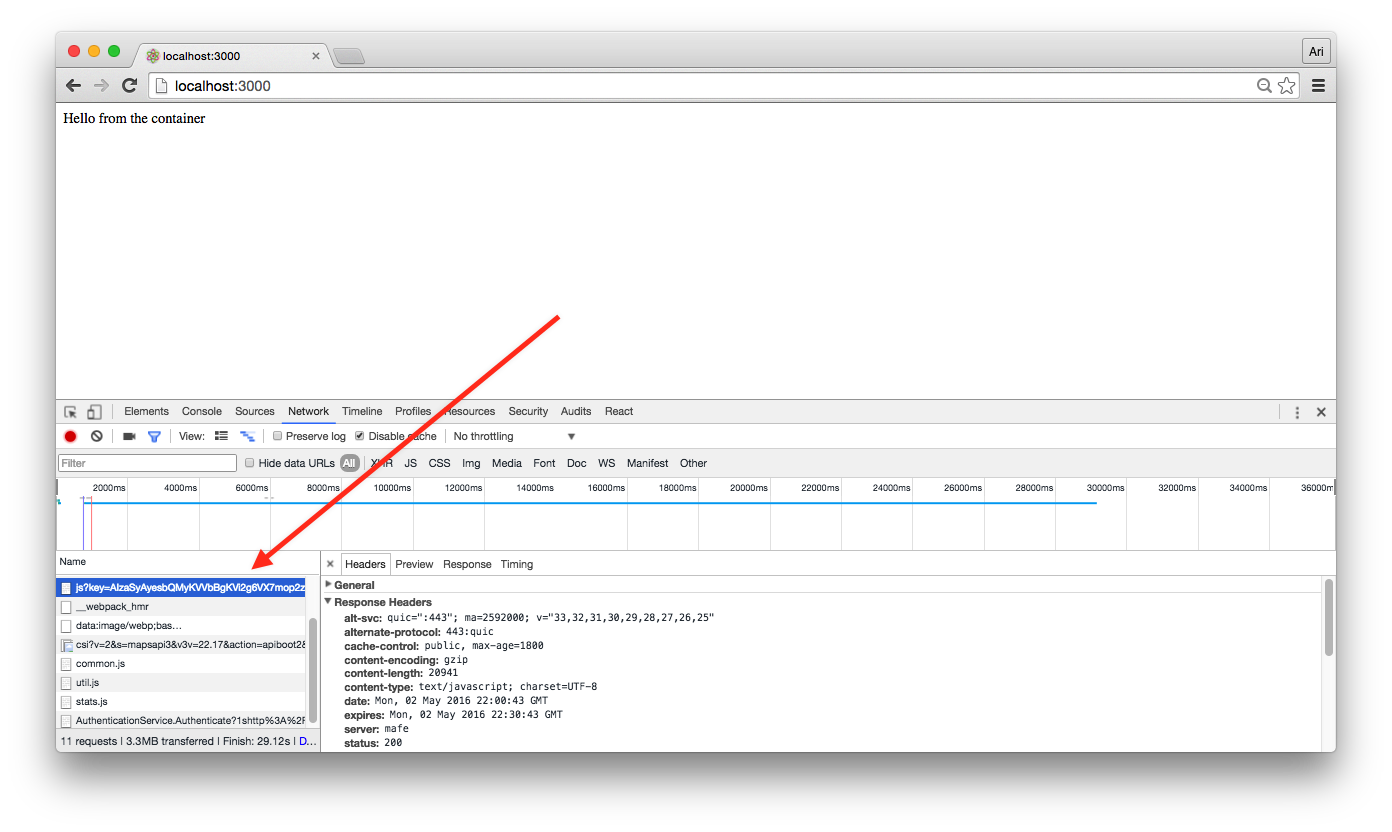 localhost:3000
Ari
localhost:3000
Hello from the container
Elements Console Sources Network Timeline Profiles Resources Security Audits React
View: Preserve log Disable cache No throttling
Filter Hide data URLs All XHR JS CSS Img Media Font Doc WS Manifest Other
2000ms 4000ms 6000ms 8000ms 10000ms 12000ms 14000ms 16000ms 18000ms 20000ms 22000ms 24000ms 26000ms 28000ms 30000ms 32000ms 34000ms 36000m
Name
Headers Preview Response Timing
js?key=AIzaSyAyesbQMyKVVbBgKVi2g6VX7mop2z
__webpack_hmr
data:image/webp;bas…
csi?v=2&s=mapsapi3&v3v=22.17&action=apiboot2&
common.js
util.js
stats.js
AuthenticationService.Authenticate?1shttp%3A%2F
11 requests | 3.3MB transferred | Finish: 29.12s | D…
General
Response Headers
alt-svc: quic=":443"; ma=2592000; v="33,32,31,30,29,28,27,26,25"
alternate-protocol: 443:quic
cache-control: public, max-age=1800
content-encoding: gzip
content-length: 20941
content-type: text/javascript; charset=UTF-8
date: Mon, 02 May 2016 22:00:43 GMT
expires: Mon, 02 May 2016 22:30:43 GMT
server: mafe
status: 200